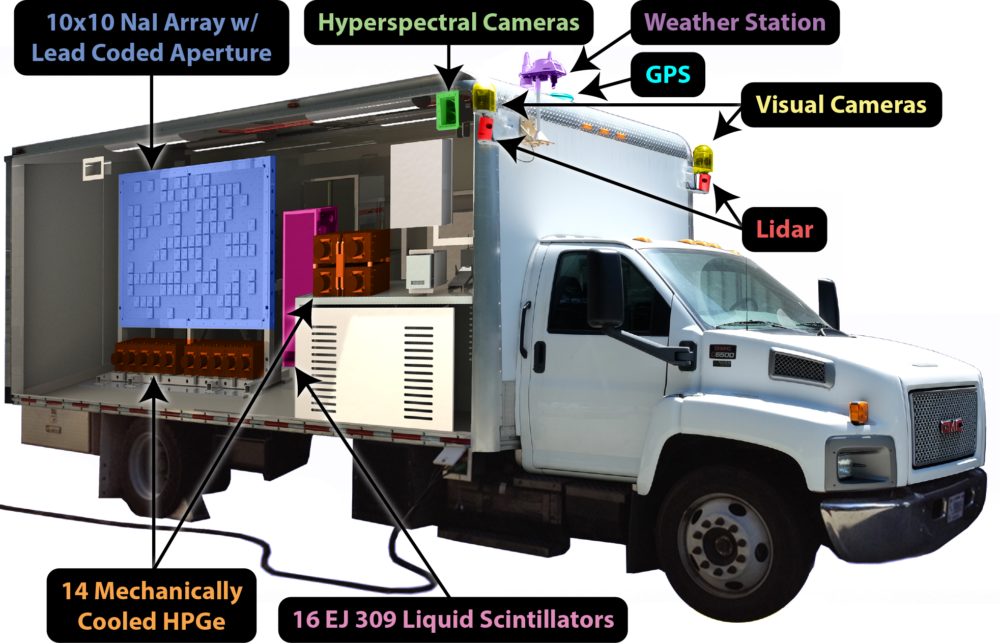 10x10 NaI Array w/
Lead Coded Aperture
Hyperspectral Cameras
Weather Station
GPS
Visual Cameras
Lidar
GMC
C6500
GMC
14 Mechanically
Cooled HPGe
16 EJ 309 Liquid Scintillators